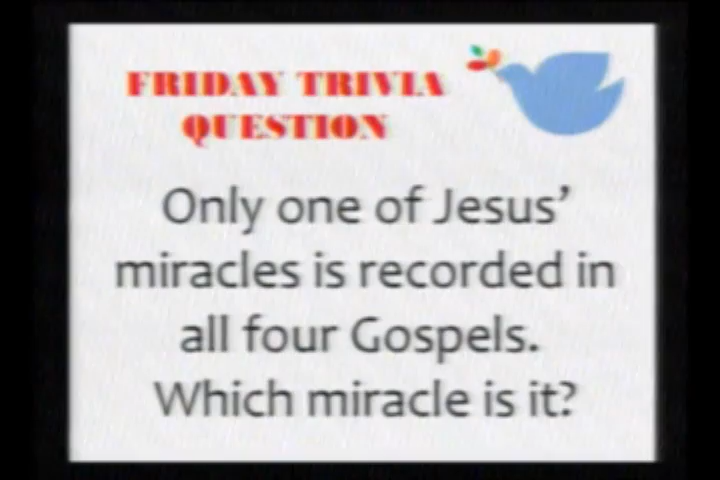 FRIDAY TRIVIA
QUESTION
Only one of Jesus’
miracles is recorded in
all four Gospels.
Which miracle is it?